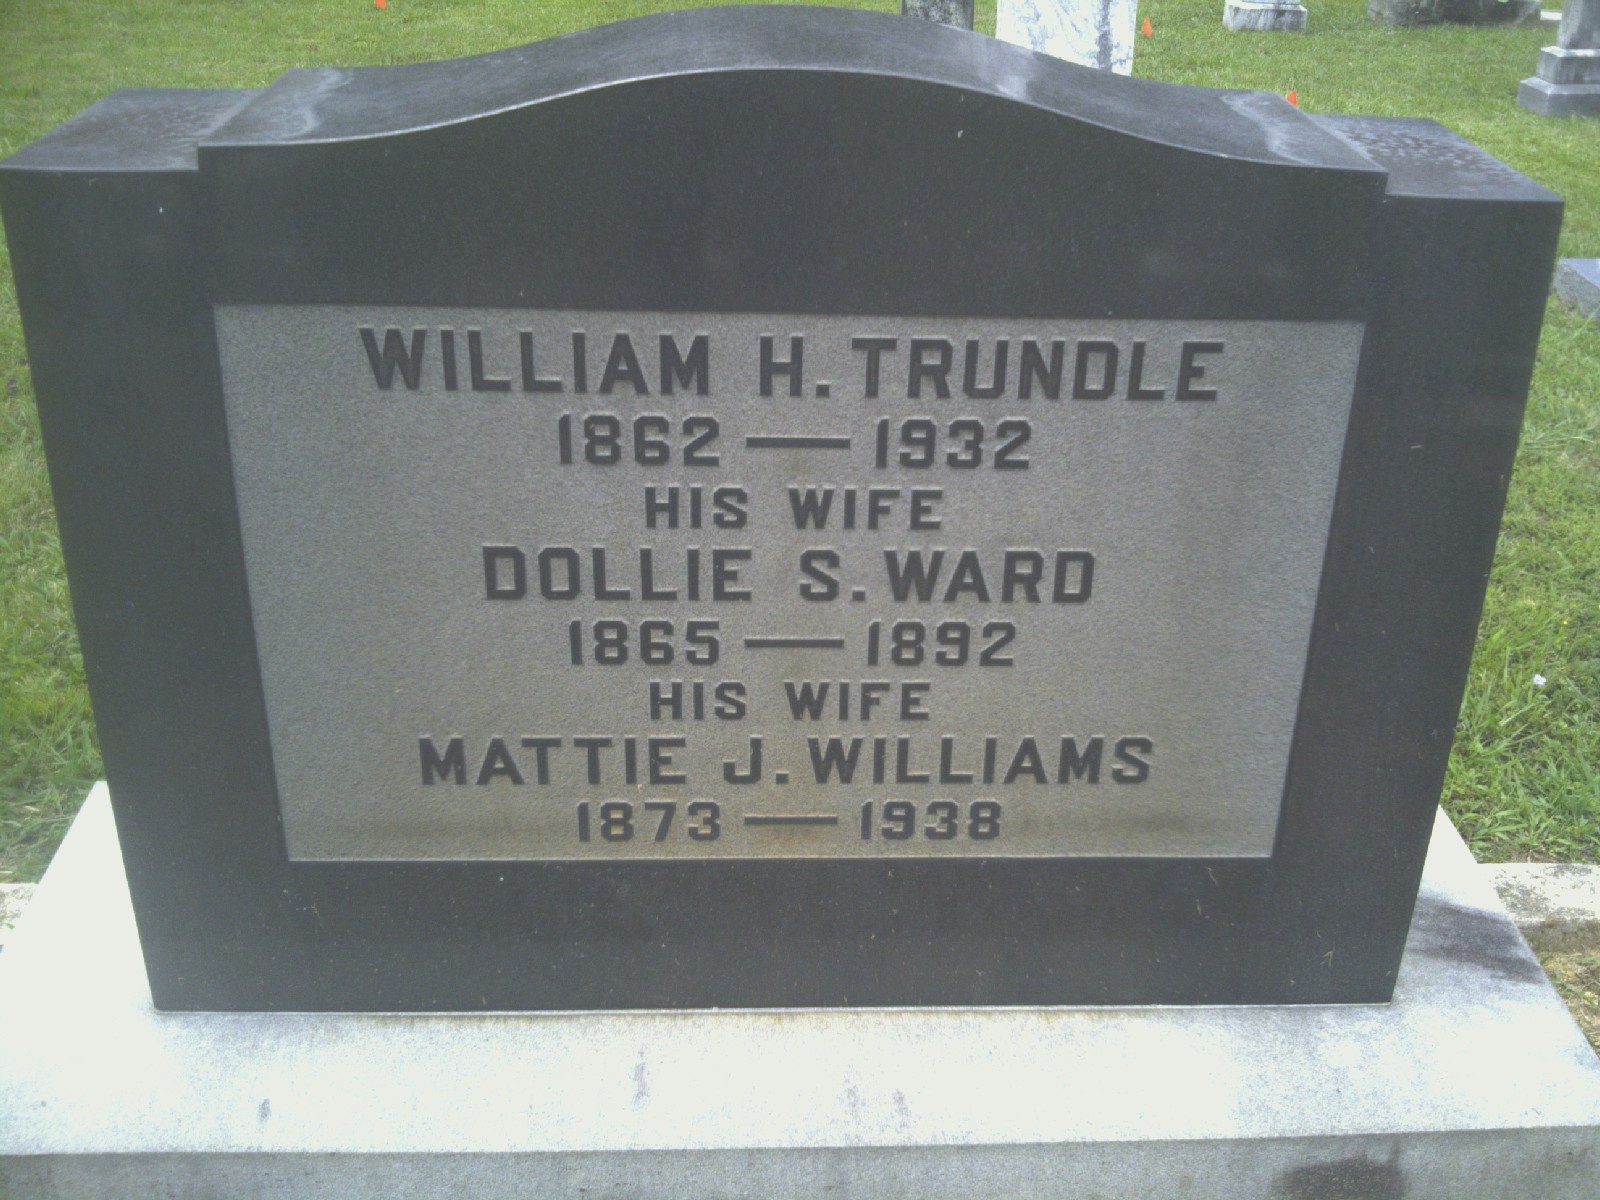 WILLIAM H. TRUNDLE
1862 — 1932
HIS WIFE
DOLLIE S. WARD
1865 — 1892
HIS WIFE
MATTIE J. WILLIAMS
1873 — 1938